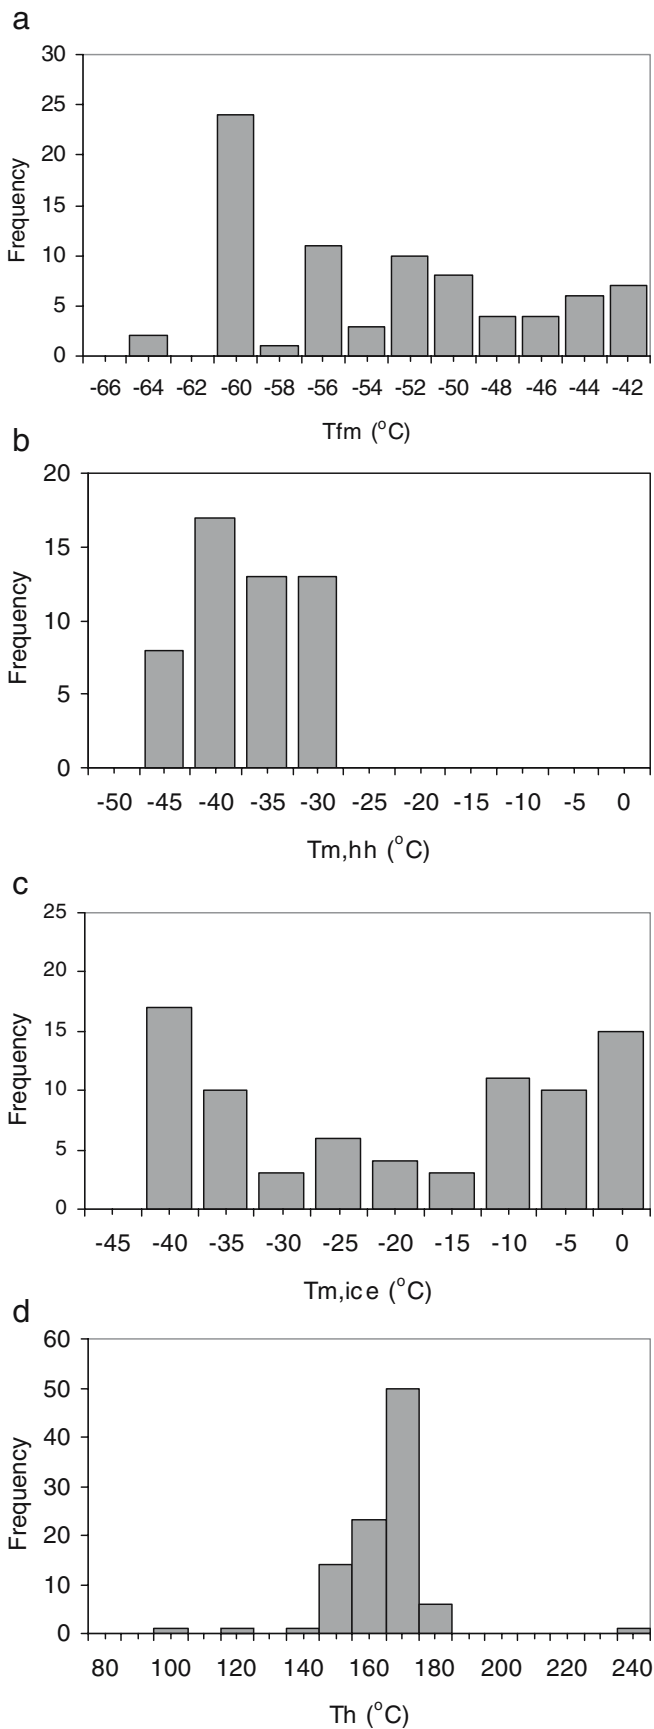 a
30
25
20
15
10
5
0
Frequency
-66 -64 -62 -60 -58 -56 -54 -52 -50 -48 -46 -44 -42
Tfm (°C)
b
20
15
10
5
0
Frequency
-50 -45 -40 -35 -30 -25 -20 -15 -10 -5 0
Tm,hh (°C)
c
25
20
15
10
5
0
Frequency
-45 -40 -35 -30 -25 -20 -15 -10 -5 0
Tm,ice (°C)
d
60
50
40
30
20
10
0
Frequency
80 100 120 140 160 180 200 220 240
Th (°C)